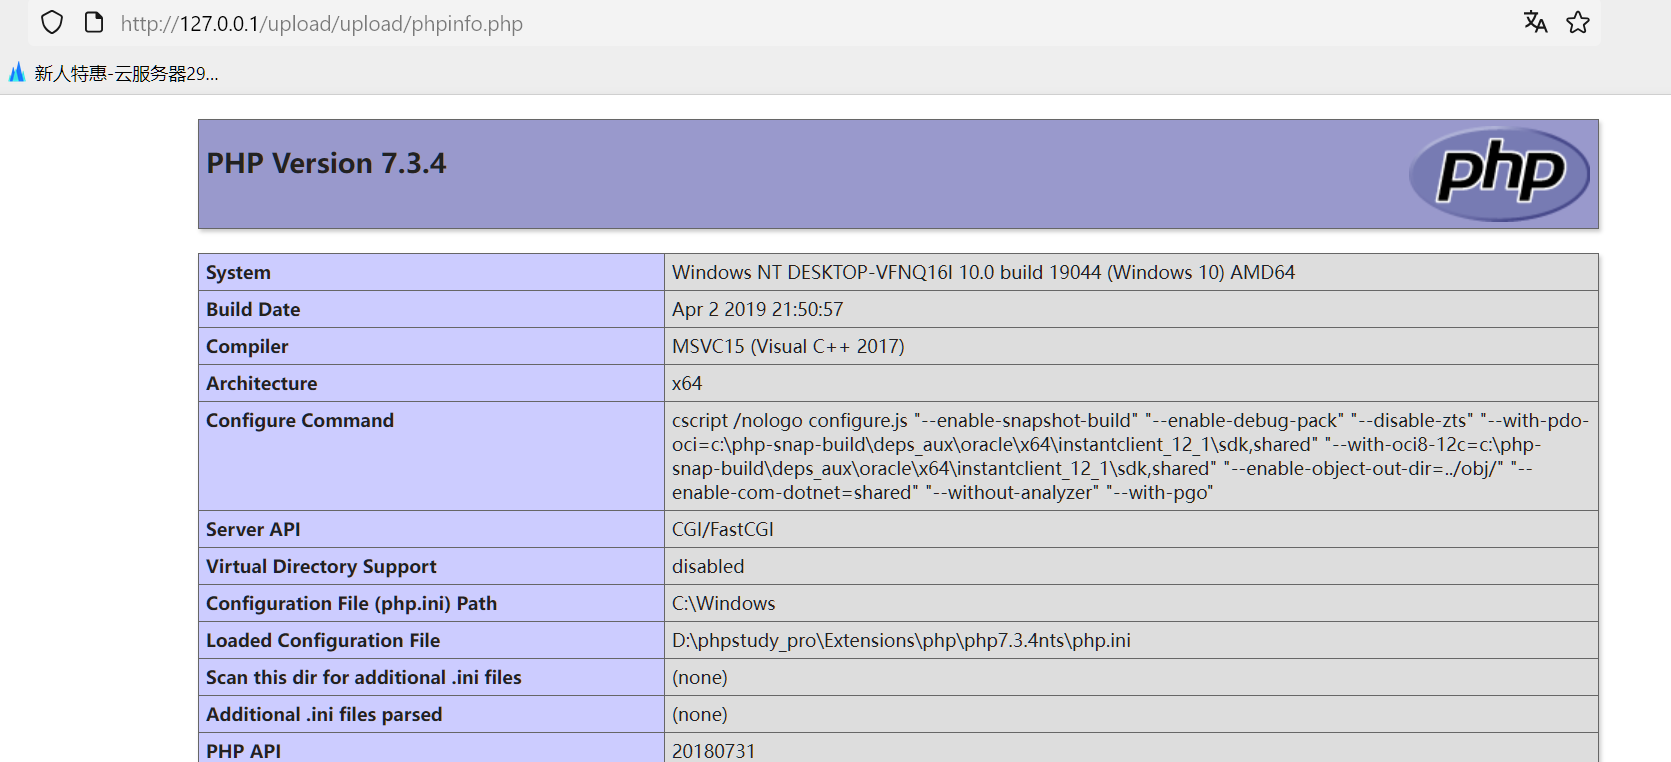 http://127.0.0.1/upload/upload/phpinfo.php
新人特惠-云服务器29...
PHP Version 7.3.4
php
System Windows NT DESKTOP-VFNQ16I 10.0 build 19044 (Windows 10) AMD64
Build Date Apr 2 2019 21:50:57
Compiler MSVC15 (Visual C++ 2017)
Architecture x64
Configure Command cscript /nologo configure.js "--enable-snapshot-build" "--enable-debug-pack" "--disable-zts" "--with-pdo-
oci=c:\php-snap-build\deps_aux\oracle\x64\instantclient_12_1\sdk,shared" "--with-oci8-12c=c:\php-
snap-build\deps_aux\oracle\x64\instantclient_12_1\sdk,shared" "--enable-object-out-dir=../obj/" "--
enable-com-dotnet=shared" "--without-analyzer" "--with-pgo"
Server API CGI/FastCGI
Virtual Directory Support disabled
Configuration File (php.ini) Path C:\Windows
Loaded Configuration File D:\phpstudy_pro\Extensions\php\php7.3.4nts\php.ini
Scan this dir for additional .ini files (none)
Additional .ini files parsed (none)
PHP API 20180731